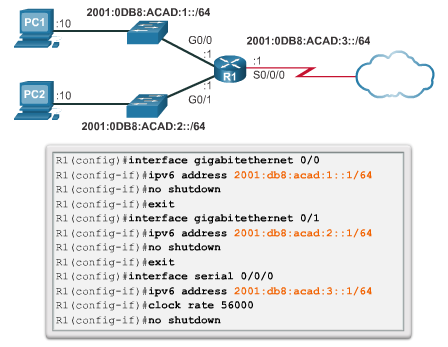 PC1
:10
2001:0DB8:ACAD:1::/64
G0/0
:1
2001:0DB8:ACAD:3::/64
R1
:1
S0/0/0
PC2
:10
:1
G0/1
2001:0DB8:ACAD:2::/64
R1(config)#interface gigabitethernet 0/0
R1(config-if)#ipv6 address 2001:db8:acad:1::1/64
R1(config-if)#no shutdown
R1(config-if)#exit
R1(config)#interface gigabitethernet 0/1
R1(config-if)#ipv6 address 2001:db8:acad:2::1/64
R1(config-if)#no shutdown
R1(config-if)#exit
R1(config)#interface serial 0/0/0
R1(config-if)#ipv6 address 2001:db8:acad:3::1/64
R1(config-if)#clock rate 56000
R1(config-if)#no shutdown